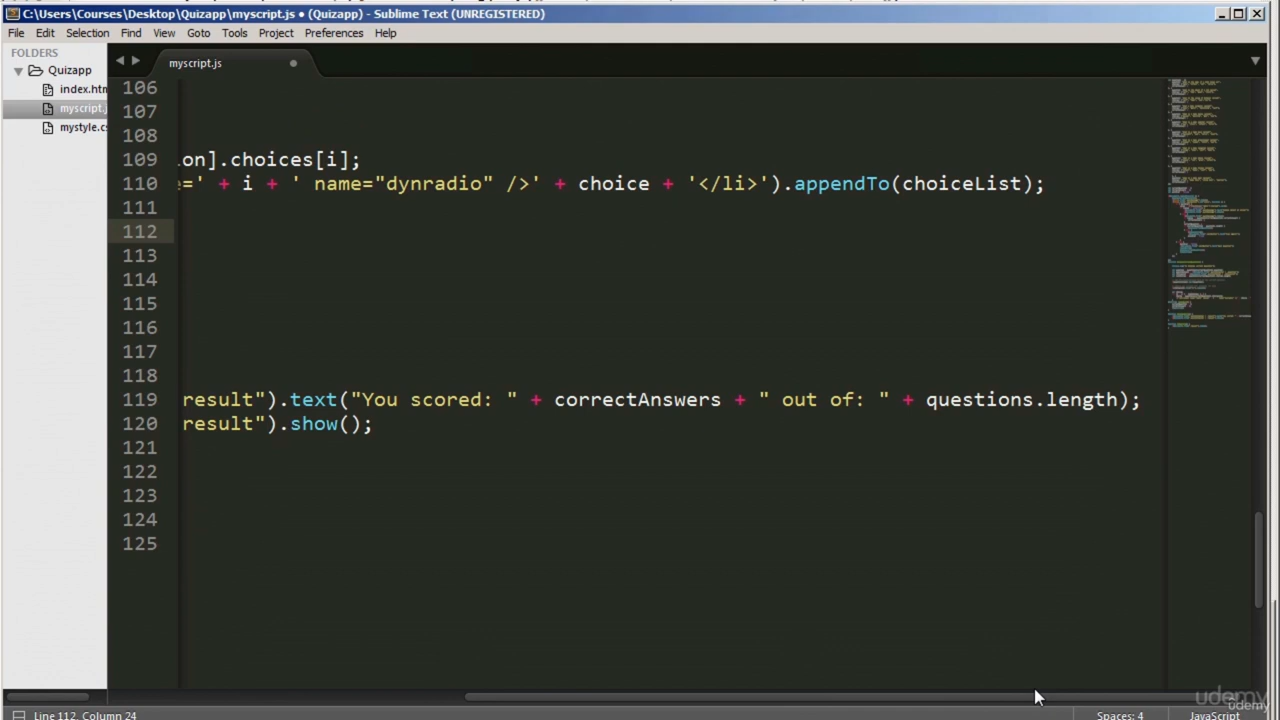 C:\Users\Courses\Desktop\Quizapp\myscript.js • (Quizapp) - Sublime Text (UNREGISTERED)
File Edit Selection Find View Goto Tools Project Preferences Help
FOLDERS
Quizapp
index.htm
myscript.j
mystyle.cs
myscript.js
106
107
108
109 on].choices[i];
110 e=' + i + ' name="dynradio" />' + choice + '</li>').appendTo(choiceList);
111
112
113
114
115
116
117
118
119 result").text("You scored: " + correctAnswers + " out of: " + questions.length);
120 result").show();
121
122
123
124
125
udemy
udemy
Line 112, Column 24 Spaces: 4 JavaScript